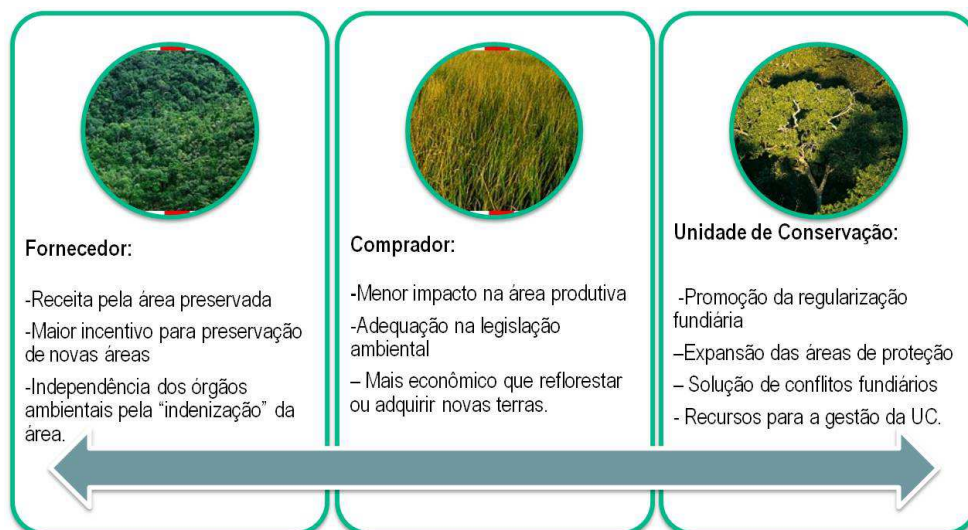 Fornecedor:
-Receita pela área preservada
-Maior incentivo para preservação
de novas áreas
-Independência dos órgãos
ambientais pela “indenização” da
área.
Comprador:
-Menor impacto na área produtiva
-Adequação na legislação
ambiental
– Mais econômico que reflorestar
ou adquirir novas terras.
Unidade de Conservação:
-Promoção da regularização
fundiária
–Expansão das áreas de proteção
– Solução de conflitos fundiários
- Recursos para a gestão da UC.